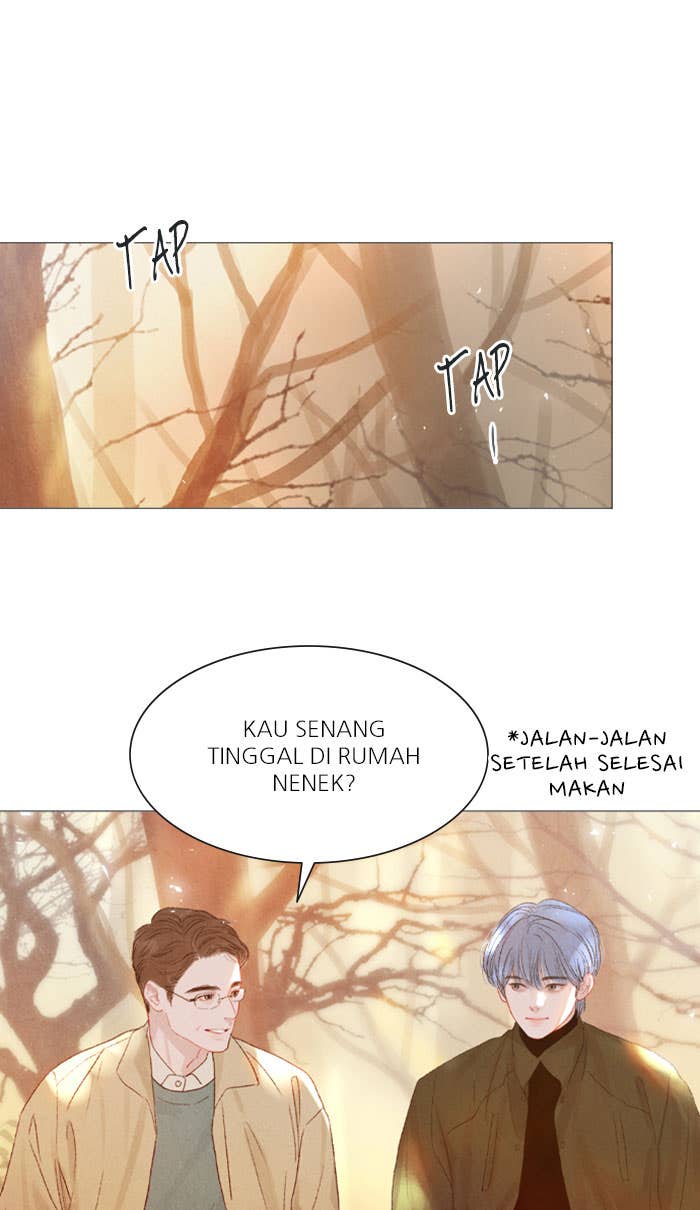 TAP
TAP
KAU SENANG
TINGGAL DI RUMAH
NENEK?
*JALAN-JALAN
SETELAH SELESAI
MAKAN